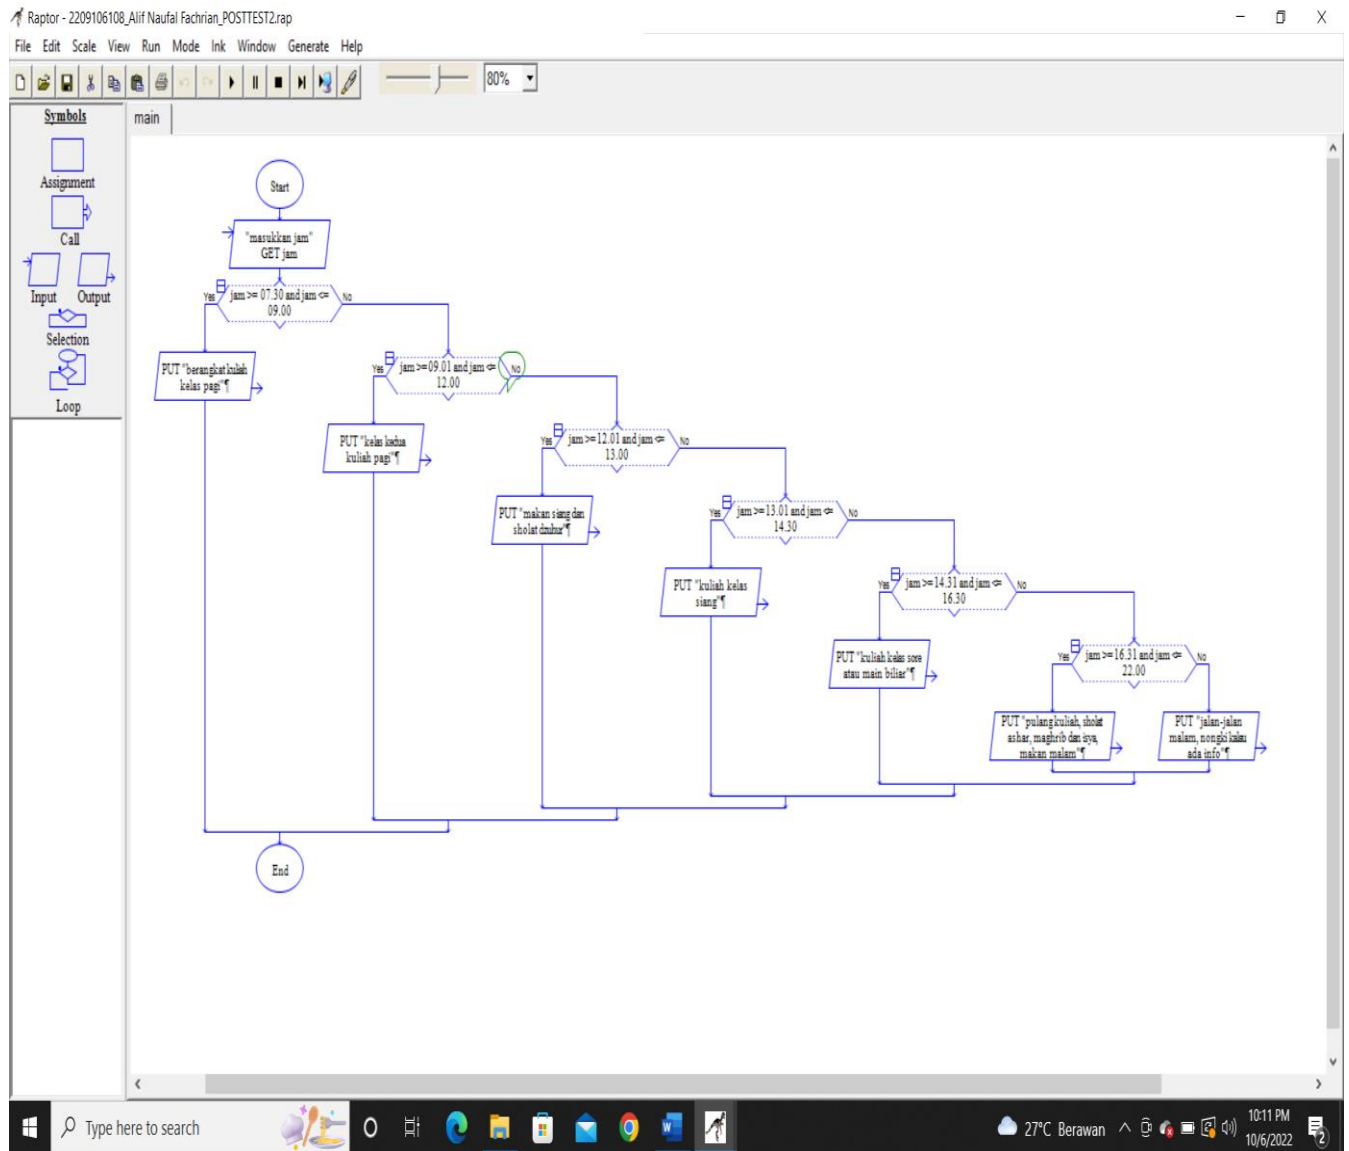 Raptor - 2209106108_Alif Naufal Fachrian_POSTTEST2.rap
File Edit Scale View Run Mode Ink Window Generate Help
80%
Symbols
main
Assignment
Call
Input Output
Selection
Loop
Start
"masukkan jam"
GET jam
Yes
jam >= 07.30 and jam <=
09.00
No
PUT "berangkat kuliah
kelas pagi"¶
Yes
jam >=09.01 and jam <=
12.00
No
PUT "kelas kedua
kuliah pagi"¶
Yes
jam >=12.01 and jam <=
13.00
No
PUT "makan siang dan
sholat dzuhur"¶
Yes
jam >=13.01 and jam <=
14.30
No
PUT "kuliah kelas
siang"¶
Yes
jam >=14.31 and jam <=
16.30
No
PUT "kuliah kelas sore
atau main biliar"¶
Yes
jam >=16.31 and jam <=
22.00
No
PUT "pulang kuliah, sholat
ashar, maghrib dan isya,
makan malam"¶
PUT "jalan-jalan
malam, nongki kalau
ada info"¶
End
Type here to search
27°C Berawan
10:11 PM
10/6/2022
2